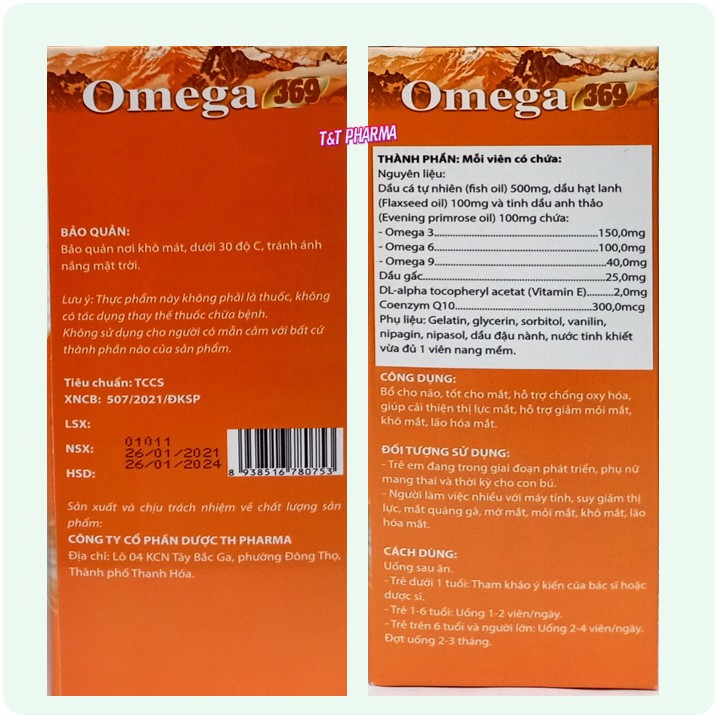 Omega 369
T&T PHARMA
BẢO QUẢN:
Bảo quản nơi khô mát, dưới 30 độ C, tránh ánh
nắng mặt trời.
Lưu ý: Thực phẩm này không phải là thuốc, không
có tác dụng thay thế thuốc chữa bệnh.
Không sử dụng cho người có mẫn cảm với bất cứ
thành phần nào của sản phẩm.
Tiêu chuẩn: TCCS
XNCB: 507/2021/ĐKSP
LSX: 01011
NSX: 26/01/2021
HSD: 26/01/2024
8 938516 780753
Sản xuất và chịu trách nhiệm về chất lượng sản
phẩm:
CÔNG TY CỔ PHẦN DƯỢC TH PHARMA
Địa chỉ: Lô 04 KCN Tây Bắc Ga, phường Đông Thọ,
Thành phố Thanh Hóa.
Omega 369
THÀNH PHẦN: Mỗi viên có chứa:
Nguyên liệu:
Dầu cá tự nhiên (fish oil) 500mg, dầu hạt lanh
(Flaxseed oil) 100mg và tinh dầu anh thảo
(Evening primrose oil) 100mg chứa:
- Omega 3....................................150,0mg
- Omega 6....................................100,0mg
- Omega 9......................................40,0mg
Dầu gấc..........................................25,0mg
DL-alpha tocopheryl acetat (Vitamin E)........2,0mg
Coenzym Q10................................300,0mcg
Phụ liệu: Gelatin, glycerin, sorbitol, vanilin,
nipagin, nipasol, dầu đậu nành, nước tinh khiết
vừa đủ 1 viên nang mềm.
CÔNG DỤNG:
Bổ cho não, tốt cho mắt, hỗ trợ chống oxy hóa,
giúp cải thiện thị lực mắt, hỗ trợ giảm mỏi mắt,
khô mắt, lão hóa mắt.
ĐỐI TƯỢNG SỬ DỤNG:
- Trẻ em đang trong giai đoạn phát triển, phụ nữ
mang thai và thời kỳ cho con bú.
- Người làm việc nhiều với máy tính, suy giảm thị
lực, mắt quáng gà, mờ mắt, mỏi mắt, khô mắt, lão
hóa mắt.
CÁCH DÙNG:
Uống sau ăn.
- Trẻ dưới 1 tuổi: Tham khảo ý kiến của bác sĩ hoặc
dược sĩ.
- Trẻ 1-6 tuổi: Uống 1-2 viên/ngày.
- Trẻ trên 6 tuổi và người lớn: Uống 2-4 viên/ngày.
Đợt uống 2-3 tháng.